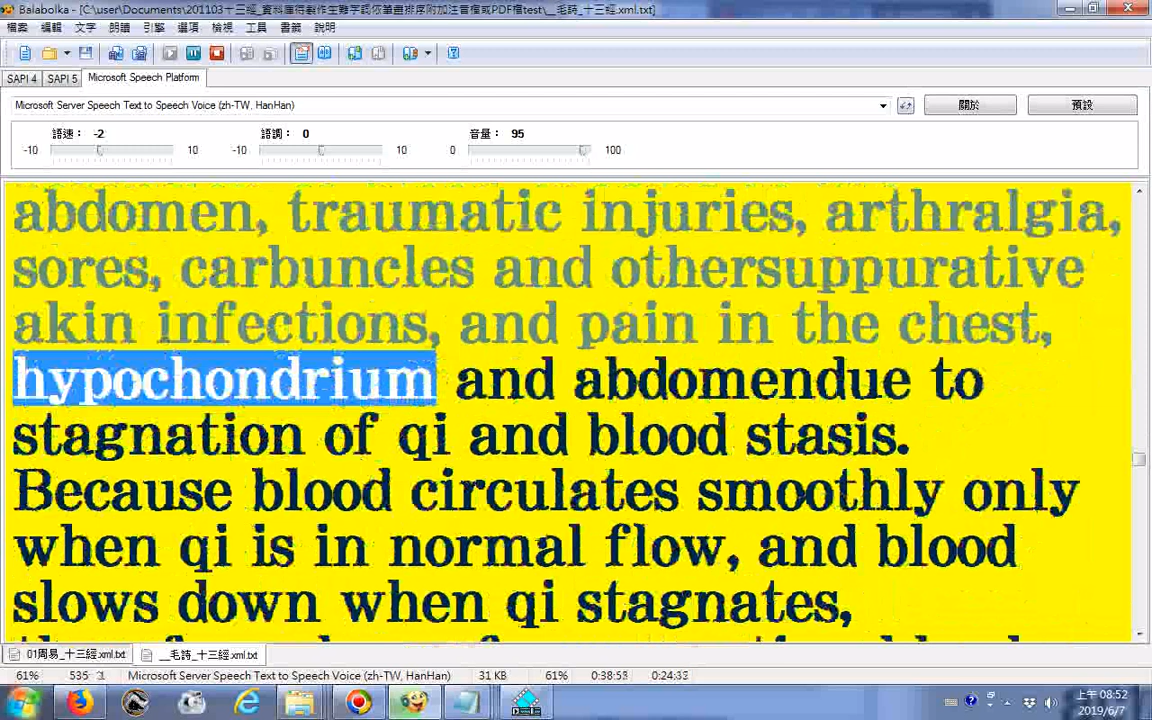 Balabolka - [C:\user\Documents\201103十三經_資料庫待製作生難字詞依筆畫排序附加注音檔或PDF檔test\__毛詩_十三經.xml.txt]
檔案 編輯 文字 朗讀 引擎 選項 檢視 工具 書籤 說明
SAPI 4 SAPI 5 Microsoft Speech Platform
Microsoft Server Speech Text to Speech Voice (zh-TW, HanHan) 關於 預設
語速： -2 語調： 0 音量： 95
-10 10 -10 10 0 100
abdomen, traumatic injuries, arthralgia,
sores, carbuncles and othersuppurative
akin infections, and pain in the chest,
hypochondrium and abdomendue to
stagnation of qi and blood stasis.
Because blood circulates smoothly only
when qi is in normal flow, and blood
slows down when qi stagnates,
01周易_十三經.xml.txt __毛詩_十三經.xml.txt
61% 535 Microsoft Server Speech Text to Speech Voice (zh-TW, HanHan) 31 KB 61% 0:38:53 0:24:33
上午 08:52
2019/6/7